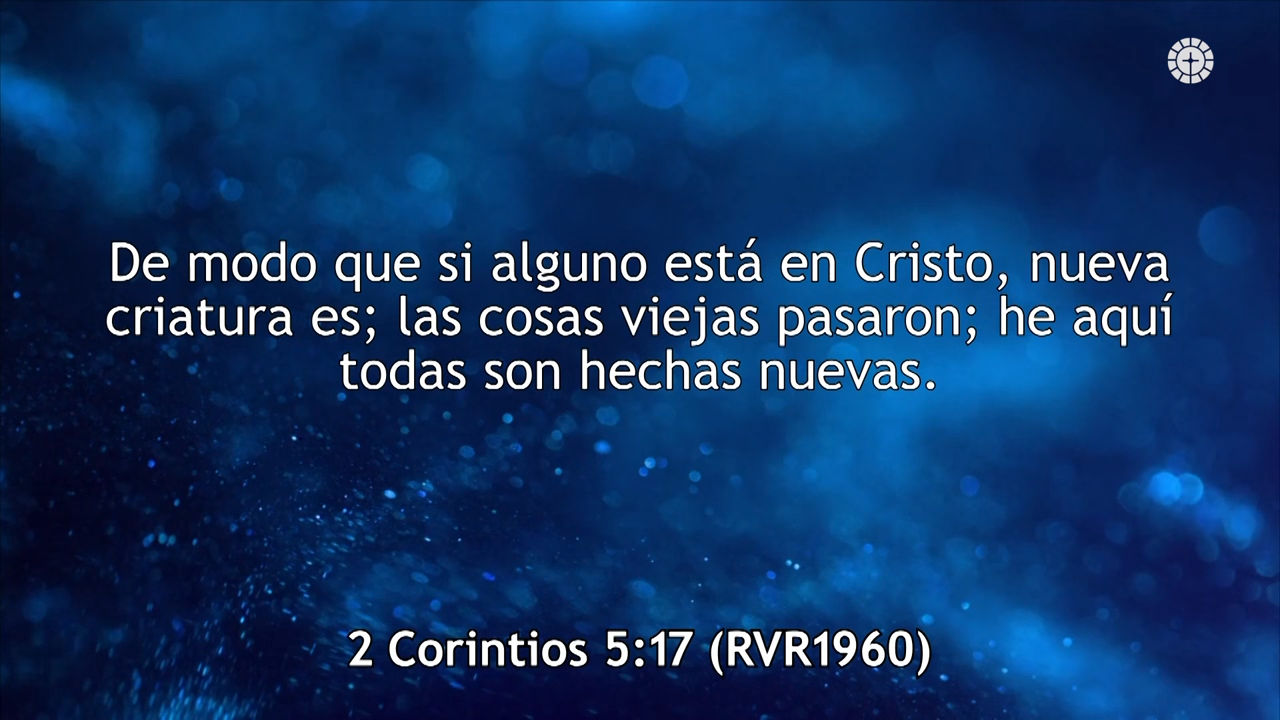 De modo que si alguno está en Cristo, nueva
criatura es; las cosas viejas pasaron; he aquí
todas son hechas nuevas.
2 Corintios 5:17 (RVR1960)